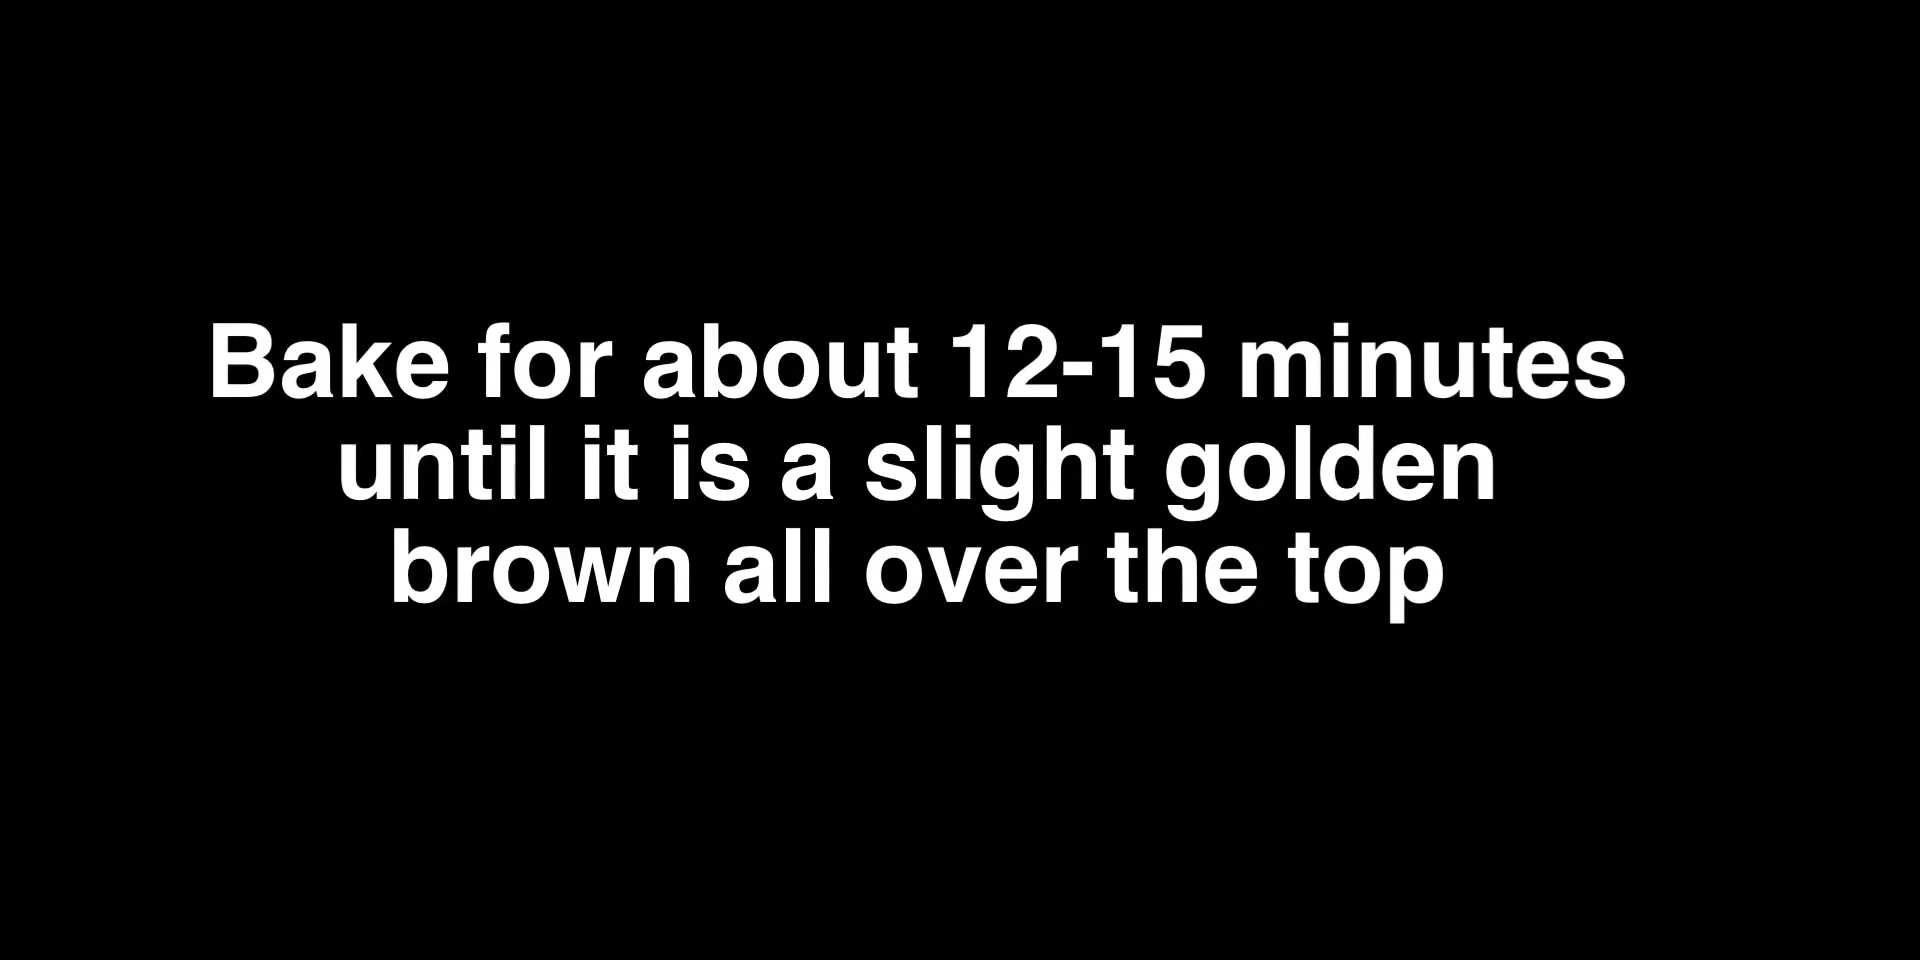 Bake for about 12-15 minutes
until it is a slight golden
brown all over the top